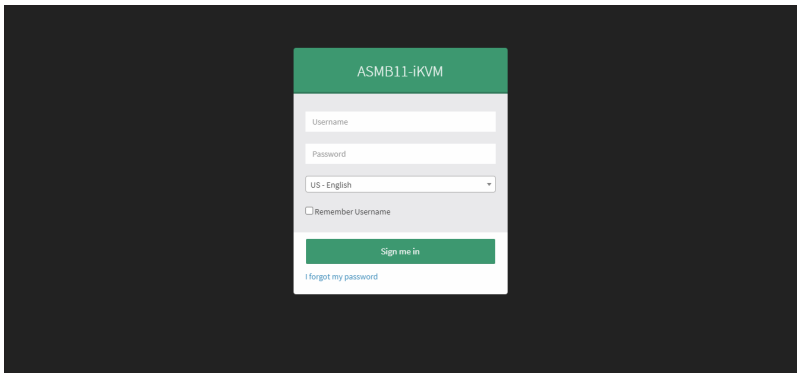 ASMB11-iKVM
Username
Password
US - English
Remember Username
Sign me in
I forgot my password